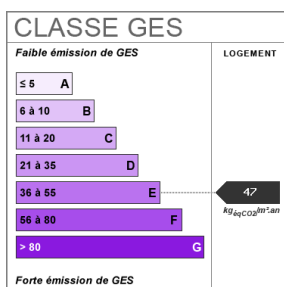 CLASSE GES
Faible émission de GES
LOGEMENT
≤ 5 A
6 à 10 B
11 à 20 C
21 à 35 D
36 à 55 E
47
kgéqCO2/m².an
56 à 80 F
> 80 G
Forte émission de GES